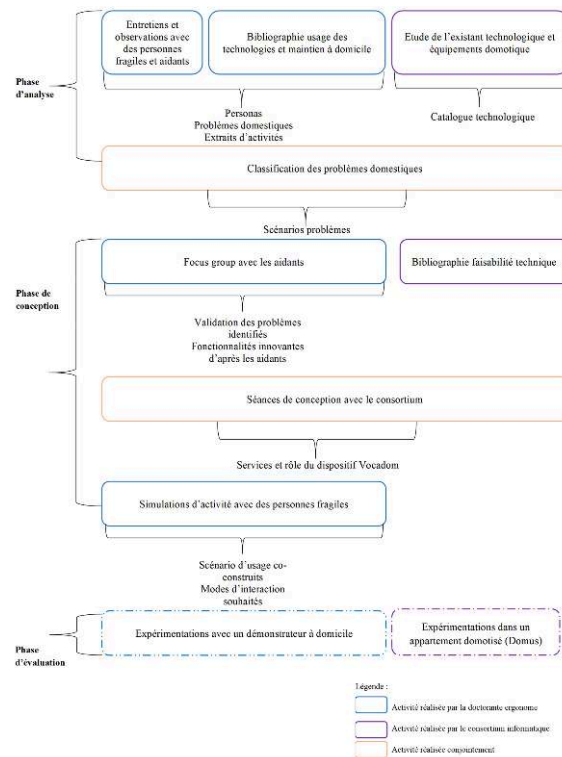 Entretiens et
observations avec
des personnes
fragiles et aidants
Bibliographie usage des
technologies et maintien à domicile
Etude de l'existant technologique et
équipements domotique
Phase
d'analyse
Personas
Problèmes domestiques
Extraits d'activités
Catalogue technologique
Classification des problèmes domestiques
Scénarios problèmes
Focus group avec les aidants
Bibliographie faisabilité technique
Phase de
conception
Validation des problèmes
identifiés
Fonctionnalités innovantes
d'après les aidants
Séances de conception avec le consortium
Services et rôle du dispositif Vocadom
Simulations d'activité avec des personnes fragiles
Scénario d'usage co-
construits
Modes d'interaction
souhaités
Phase
d'évaluation
Expérimentations avec un démonstrateur à domicile
Expérimentations dans un
appartement domotisé (Domus)
Légende :
Activité réalisée par la doctorante ergonome
Activité réalisée par le consortium informatique
Activité réalisée conjointement